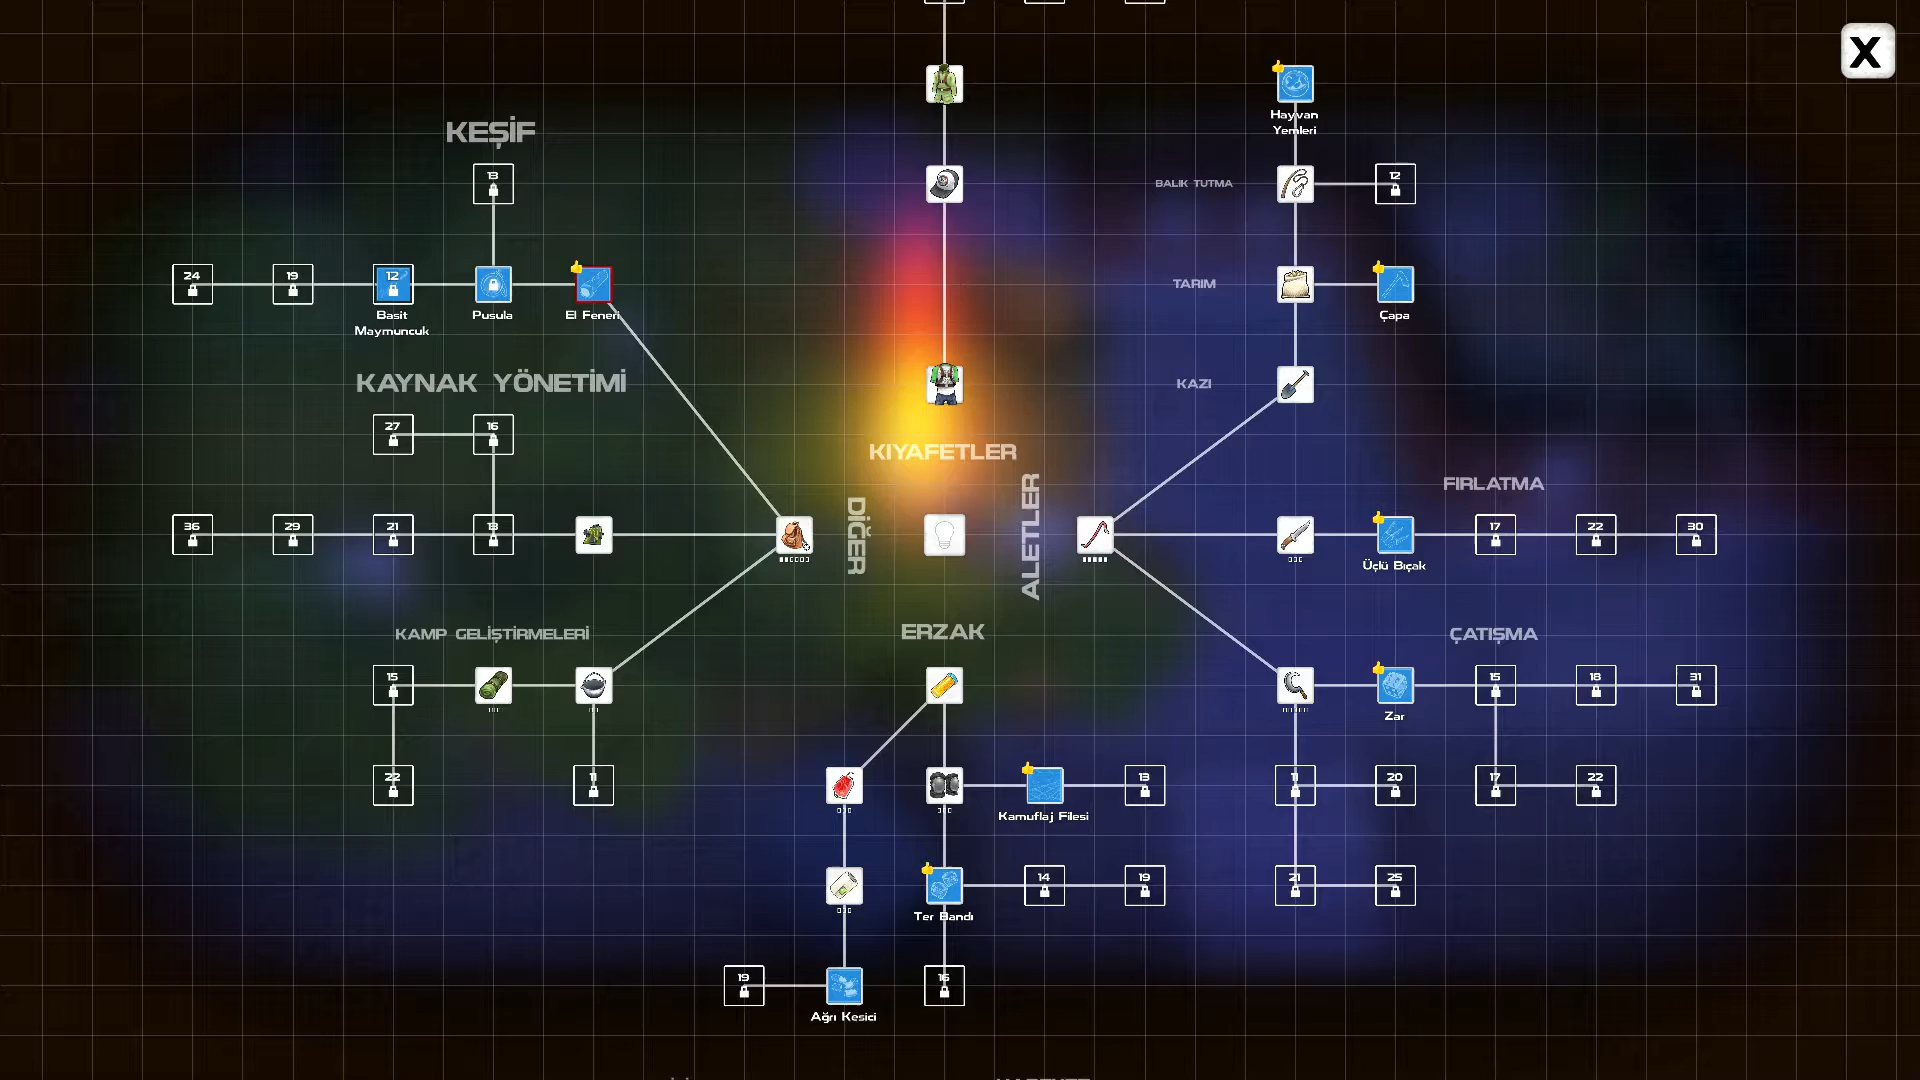 X
Hayvan
Yemleri
KEŞİF
13
BALIK TUTMA
12
24
19
12
Basit
Maymuncuk
Pusula
El Feneri
TARIM
Çapa
KAYNAK YÖNETİMİ
KAZI
27
16
KIYAFETLER
FIRLATMA
DİĞER
ALETLER
36
29
21
13
Üçlü Bıçak
17
22
30
KAMP GELİŞTİRMELERİ
ERZAK
ÇATIŞMA
15
Zar
15
18
31
22
11
Kamuflaj Filesi
13
11
20
17
22
Ter Bandı
14
19
21
25
19
Ağrı Kesici
16